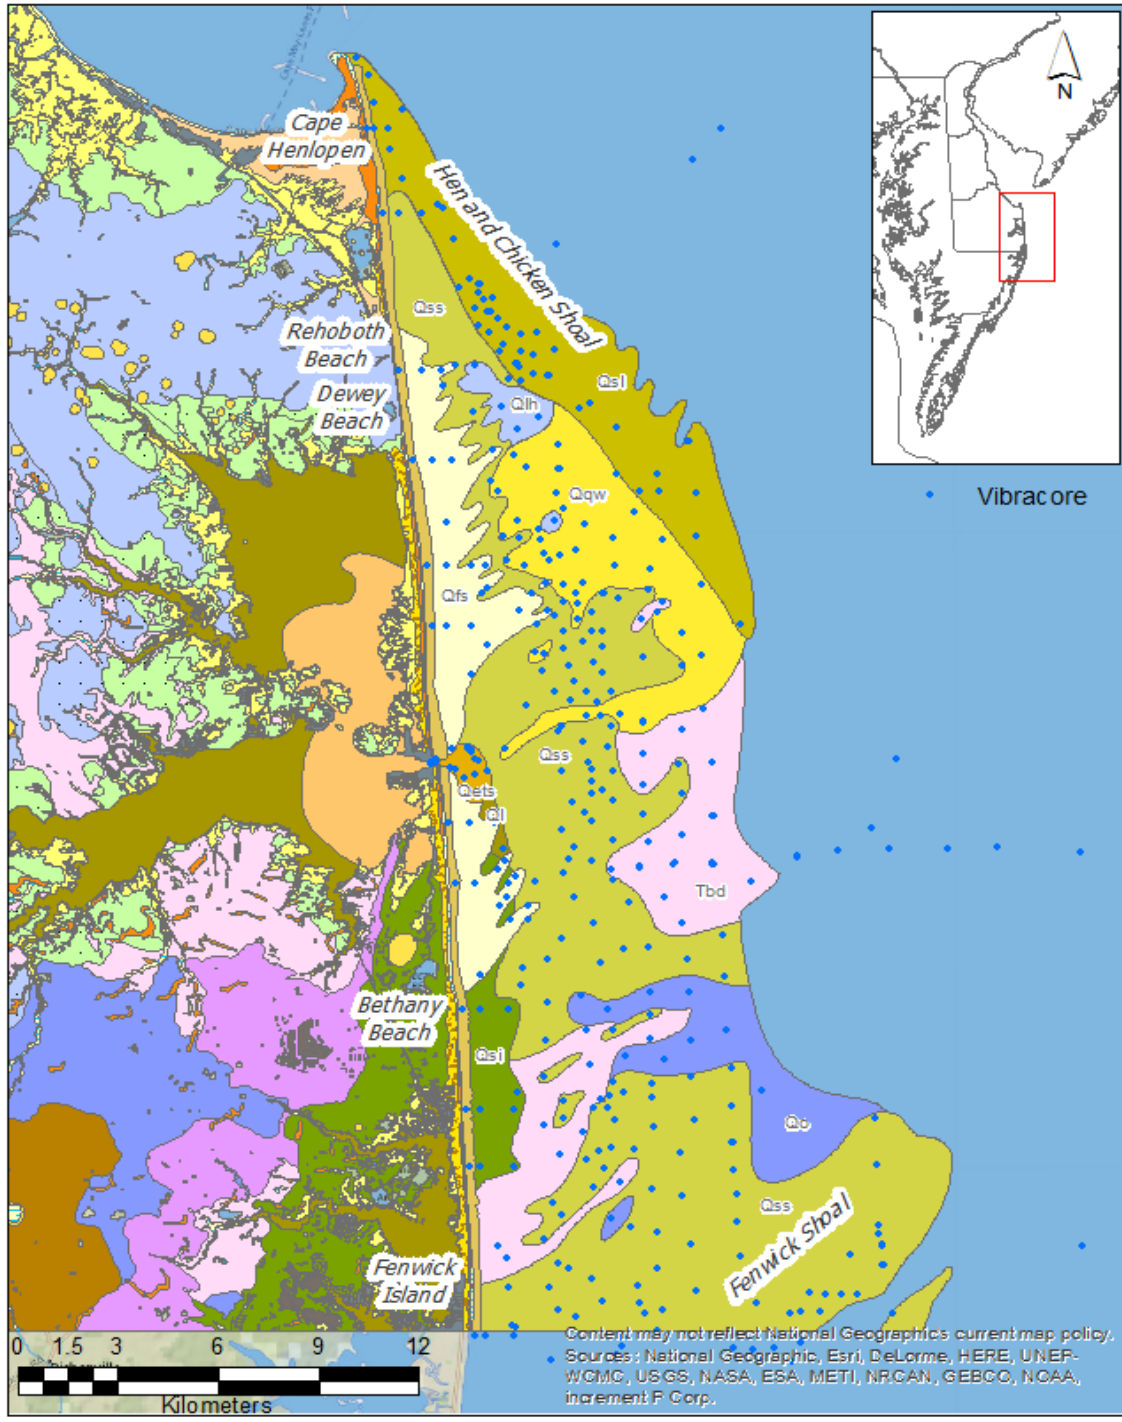 Cape
Henlopen
Hen and Chicken Shoal
N
Qss
Rehoboth
Beach
Qsl
Dewey
Beach
Qlh
Qqw
Vibracore
Qfs
Qss
Qets
Ql
Tbd
Bethany
Beach
Qsi
Qo
Qss
Fenwick Shoal
Fenwick
Island
0 1.5 3 6 9 12
Kilometers
Content may not reflect National Geographic's current map policy.
Sources: National Geographic, Esri, DeLorme, HERE, UNEP-
WCMC, USGS, NASA, ESA, METI, NRCAN, GEBCO, NOAA,
increment P Corp.